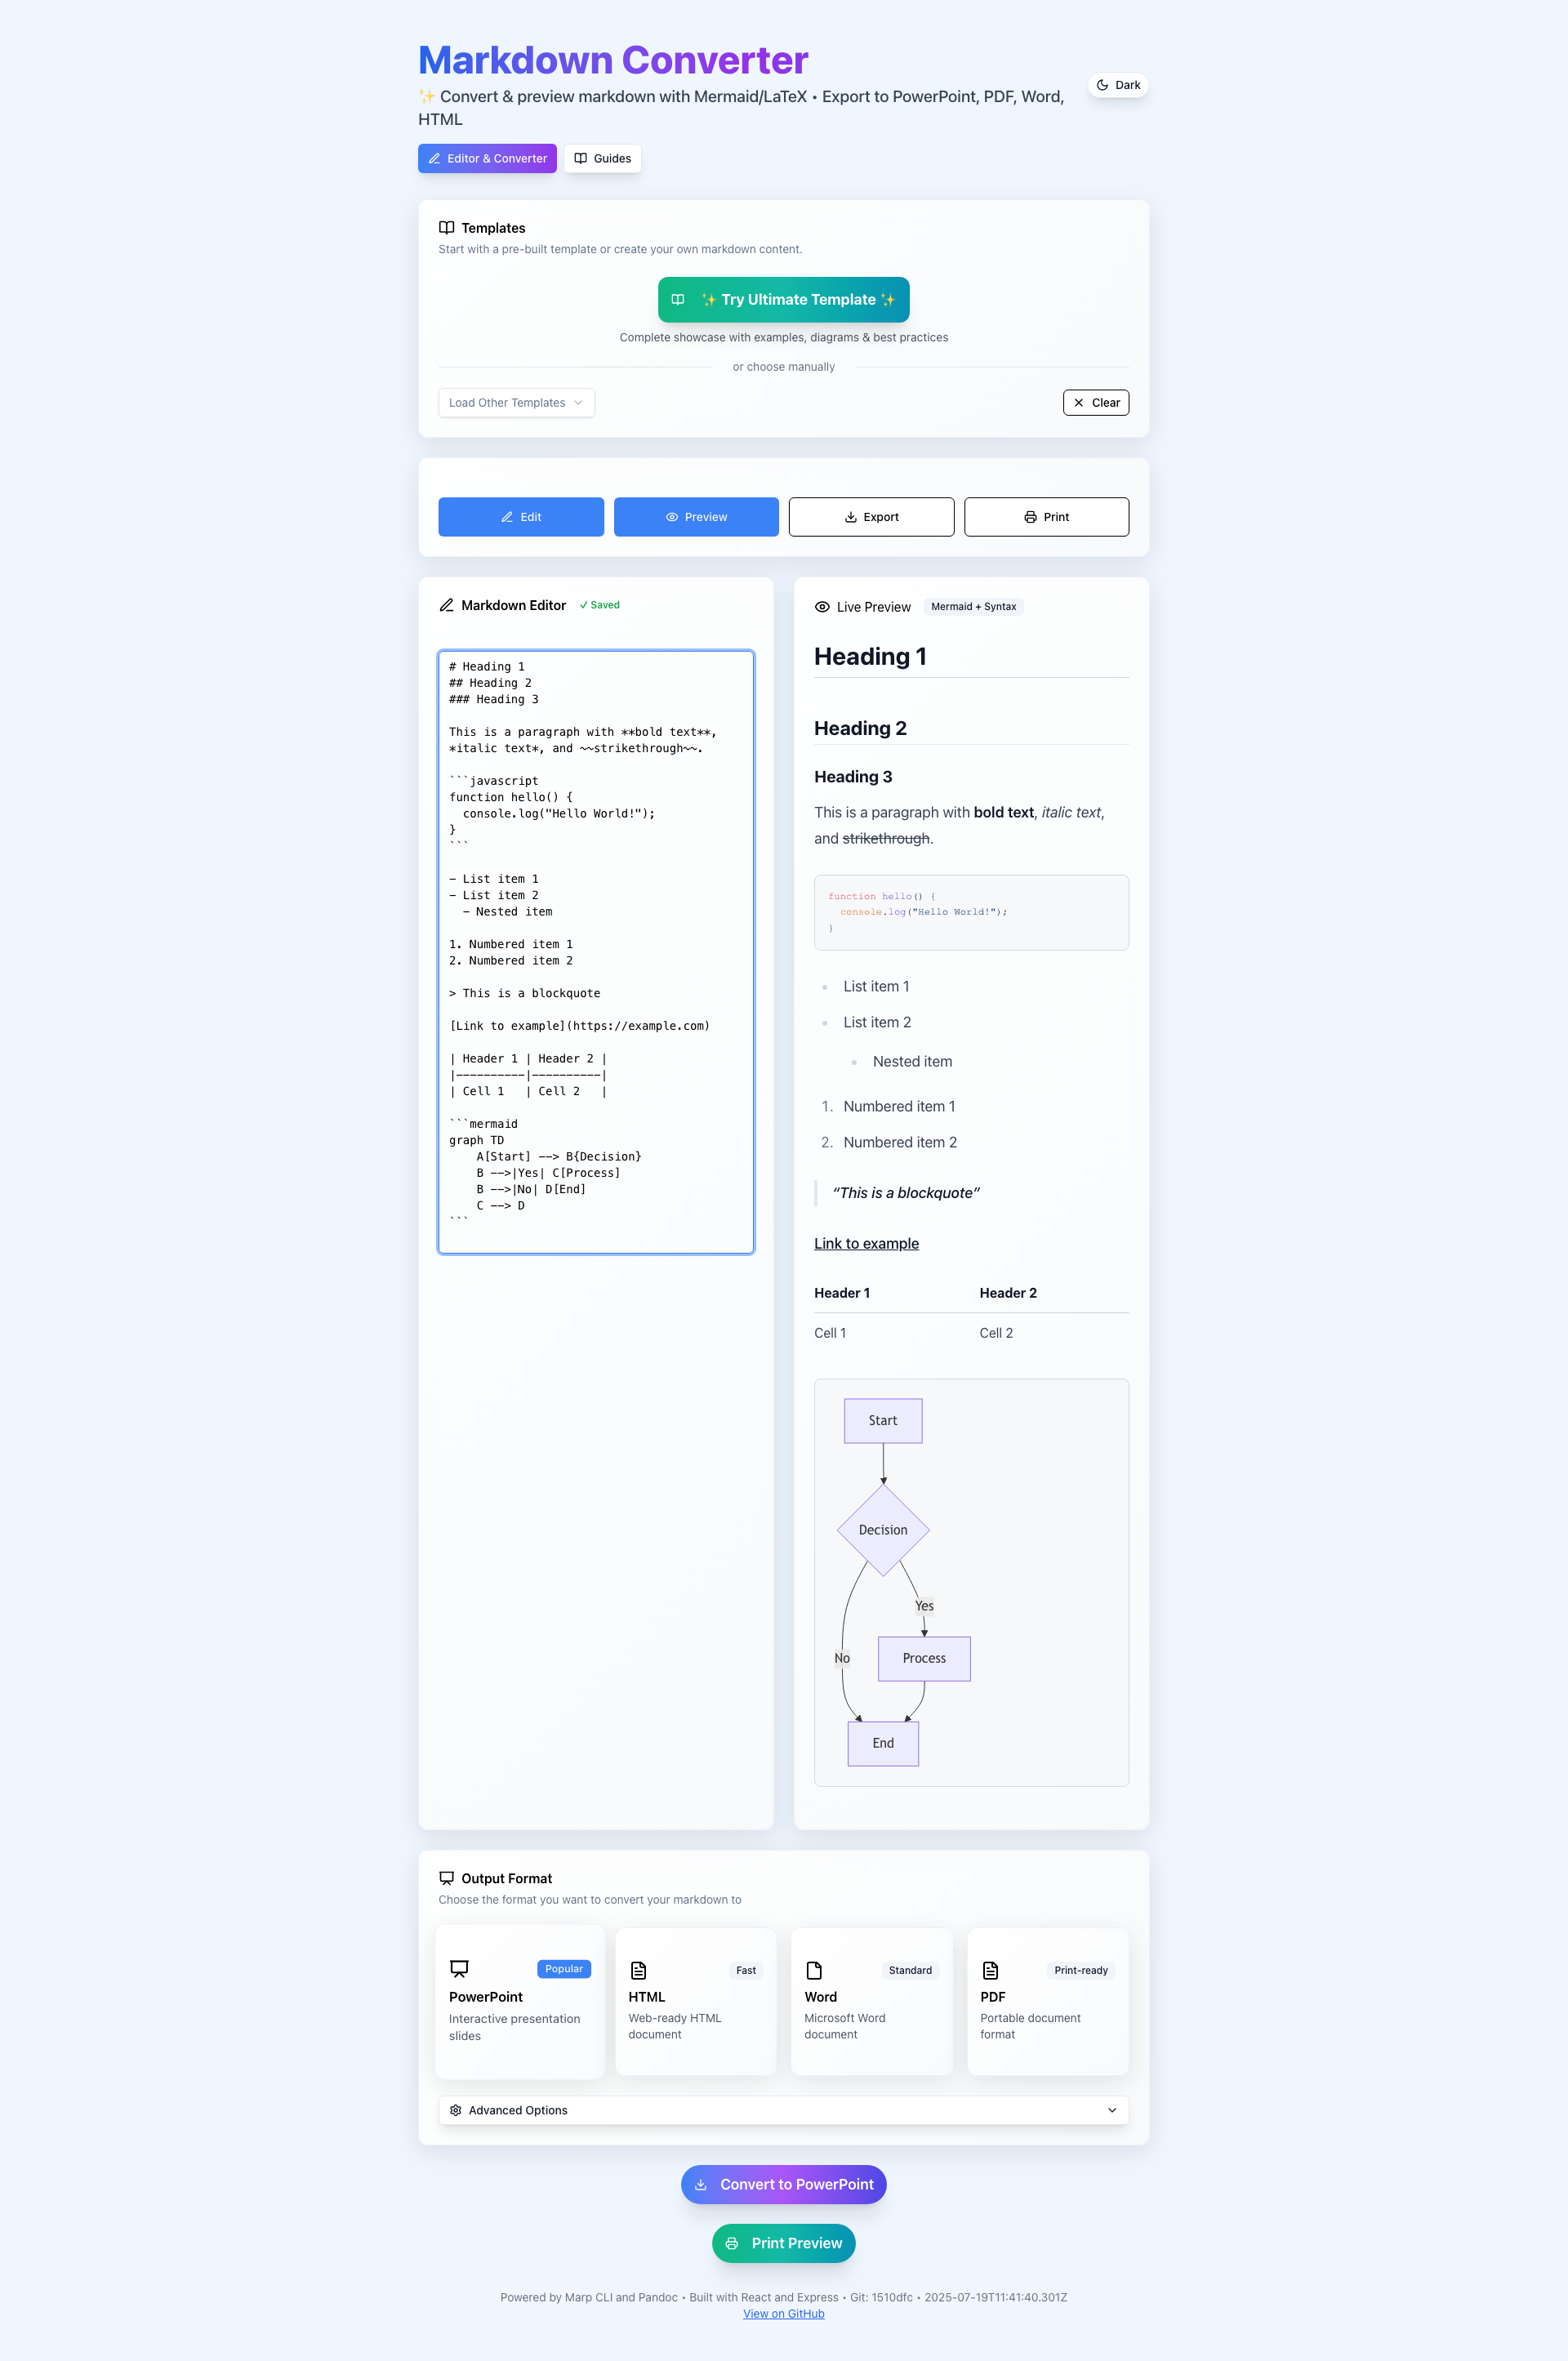 Markdown Converter
✨ Convert & preview markdown with Mermaid/LaTeX • Export to PowerPoint, PDF, Word,
HTML
Dark
Editor & Converter
Guides
Templates
Start with a pre-built template or create your own markdown content.
✨ Try Ultimate Template ✨
Complete showcase with examples, diagrams & best practices
or choose manually
Load Other Templates
Clear
Edit
Preview
Export
Print
Markdown Editor
✓ Saved
# Heading 1
## Heading 2
### Heading 3
This is a paragraph with **bold text**,
*italic text*, and ~~strikethrough~~.
```javascript
function hello() {
  console.log("Hello World!");
}
```
- List item 1
- List item 2
  - Nested item
1. Numbered item 1
2. Numbered item 2
> This is a blockquote
[Link to example](https://example.com)
| Header 1 | Header 2 |
|----------|----------|
| Cell 1   | Cell 2   |
```mermaid
graph TD
    A[Start] --> B{Decision}
    B -->|Yes| C[Process]
    B -->|No| D[End]
    C --> D
```
Live Preview
Mermaid + Syntax
Heading 1
Heading 2
Heading 3
This is a paragraph with bold text, italic text,
and strikethrough.
function hello() {
  console.log("Hello World!");
}
• List item 1
• List item 2
• Nested item
1. Numbered item 1
2. Numbered item 2
“This is a blockquote”
Link to example
Header 1 Header 2
Cell 1 Cell 2
Start
Decision
Yes
No
Process
End
Output Format
Choose the format you want to convert your markdown to
Popular
PowerPoint
Interactive presentation
slides
Fast
HTML
Web-ready HTML
document
Standard
Word
Microsoft Word
document
Print-ready
PDF
Portable document
format
Advanced Options
Convert to PowerPoint
Print Preview
Powered by Marp CLI and Pandoc • Built with React and Express • Git: 1510dfc • 2025-07-19T11:41:40.301Z
View on GitHub